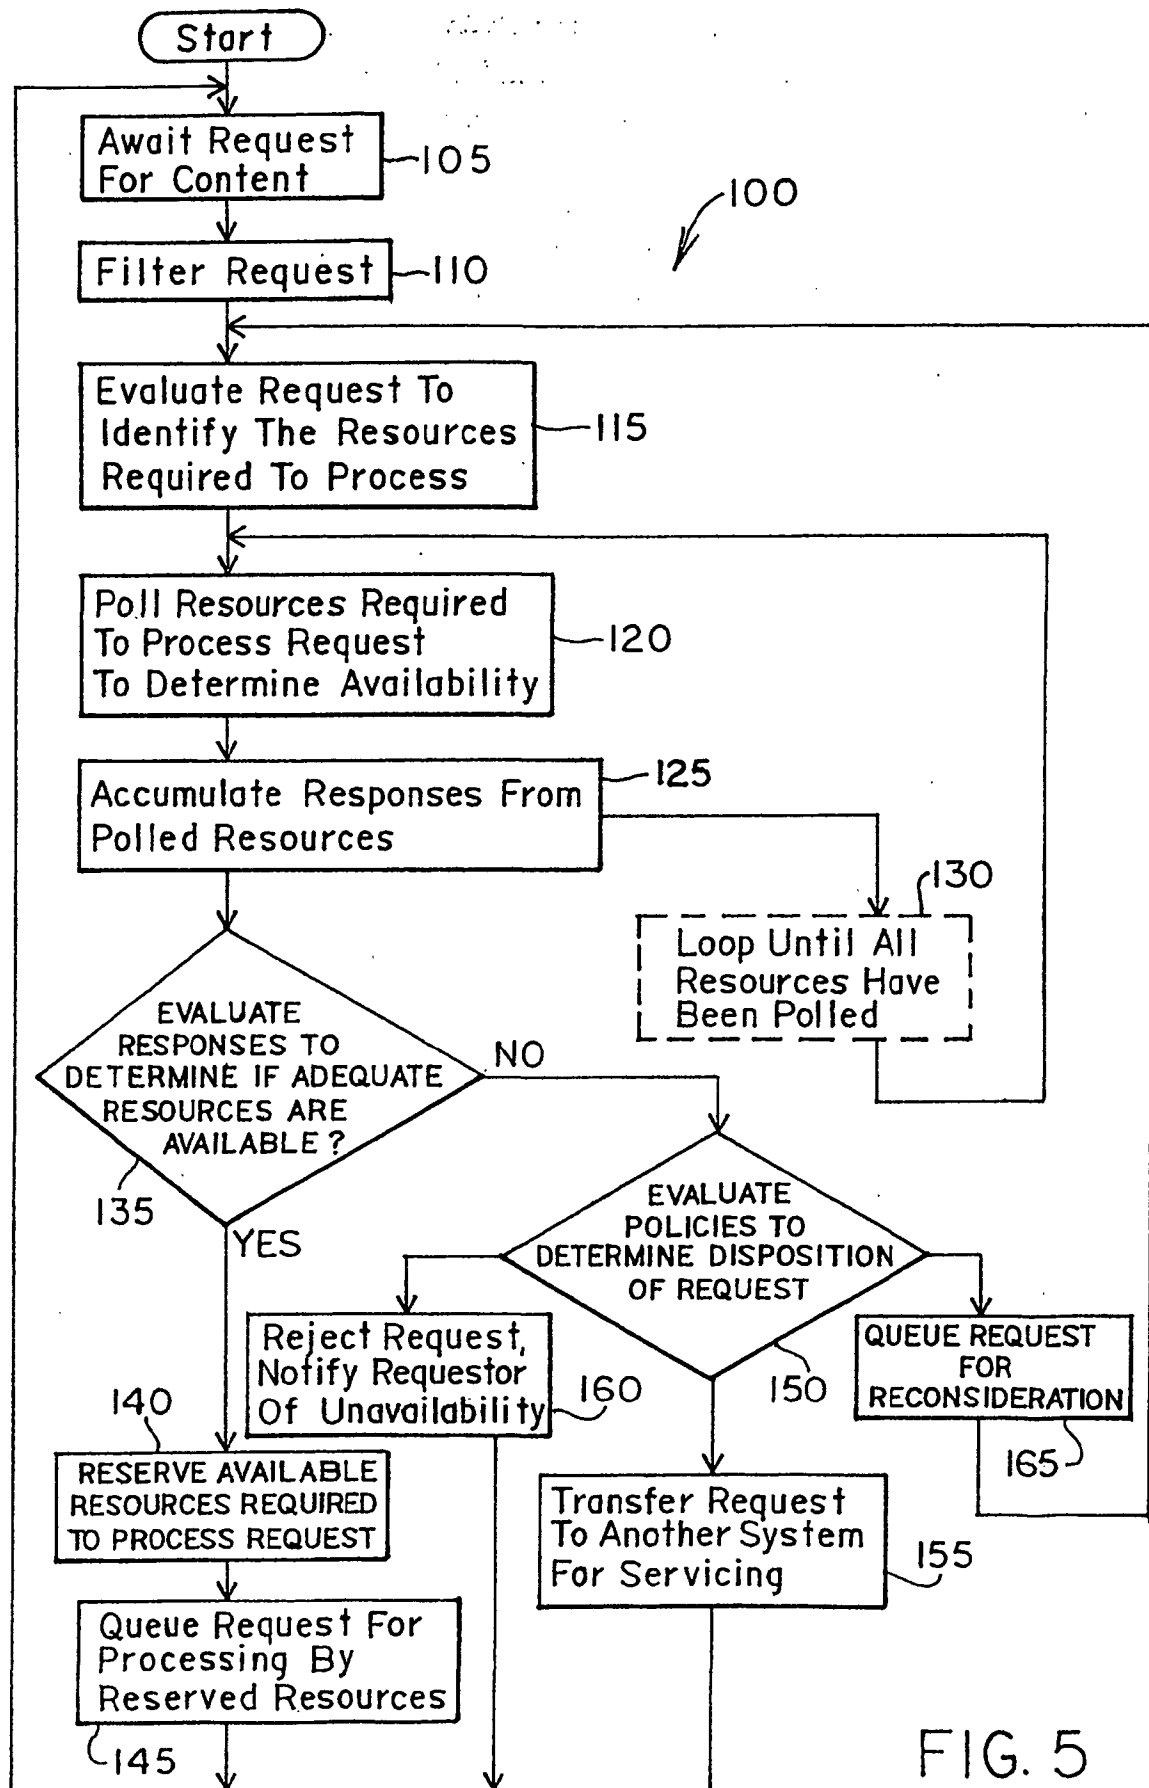 Start
Await Request
For Content
105
100
Filter Request
110
Evaluate Request To
Identify The Resources
Required To Process
115
Poll Resources Required
To Process Request
To Determine Availability
120
Accumulate Responses From
Polled Resources
125
130
Loop Until All
Resources Have
Been Polled
EVALUATE
RESPONSES TO
DETERMINE IF ADEQUATE
RESOURCES ARE
AVAILABLE?
135
NO
YES
EVALUATE
POLICIES TO
DETERMINE DISPOSITION
OF REQUEST
150
Reject Request,
Notify Requestor
Of Unavailability
160
QUEUE REQUEST
FOR
RECONSIDERATION
165
140
RESERVE AVAILABLE
RESOURCES REQUIRED
TO PROCESS REQUEST
Transfer Request
To Another System
For Servicing
155
Queue Request For
Processing By
Reserved Resources
145
FIG. 5